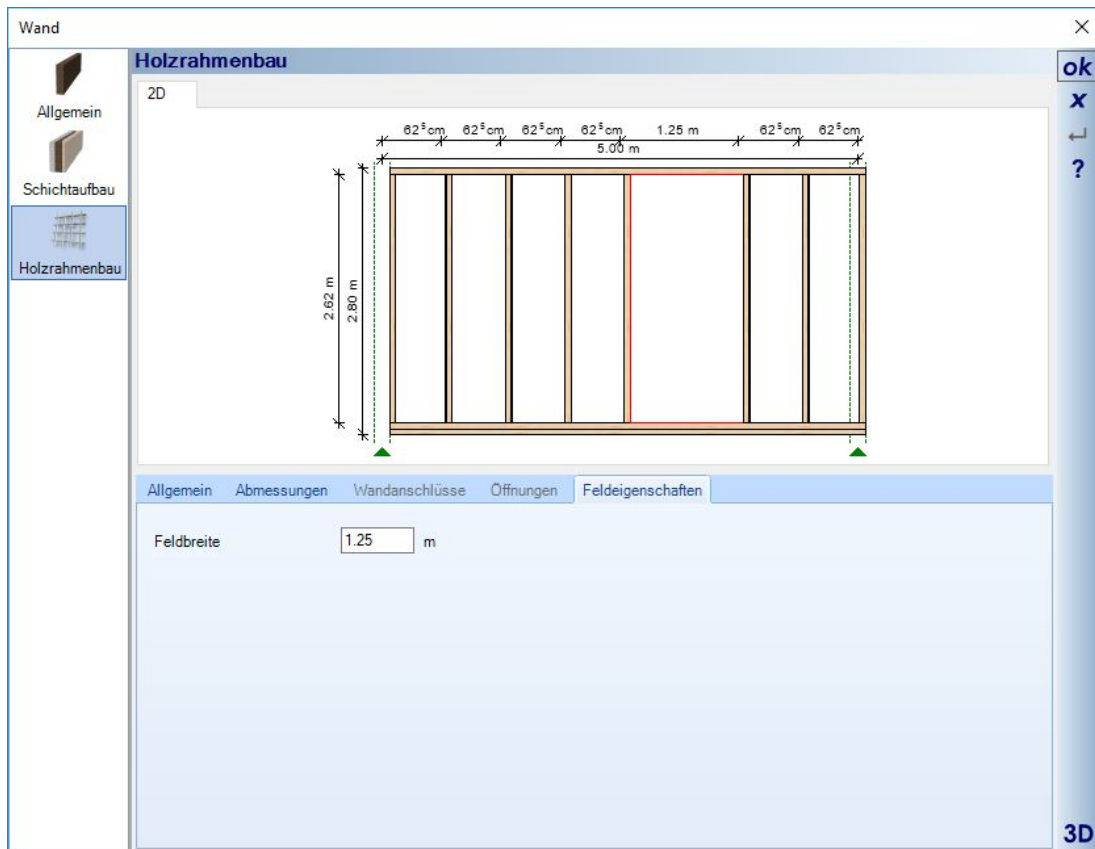 Wand
Allgemein
Schichtaufbau
Holzrahmenbau
Holzrahmenbau
2D
62⁵cm 62⁵cm 62⁵cm 62⁵cm 1.25 m 62⁵cm 62⁵cm
5.00 m
2.62 m
2.80 m
Allgemein Abmessungen Wandanschlüsse Öffnungen Feldeigenschaften
Feldbreite 1.25 m
ok
x
?
3D